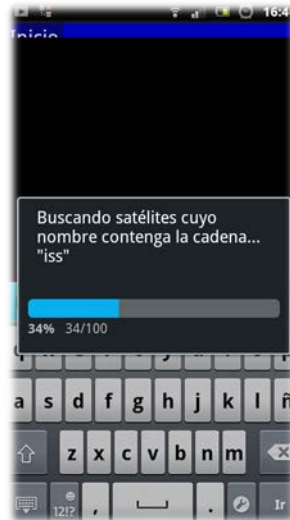 16:4
Inicio
Buscando satélites cuyo
nombre contenga la cadena...
"iss"
34% 34/100
a s d f g h j k l ñ
z x c v b n m
12!? , . Ir